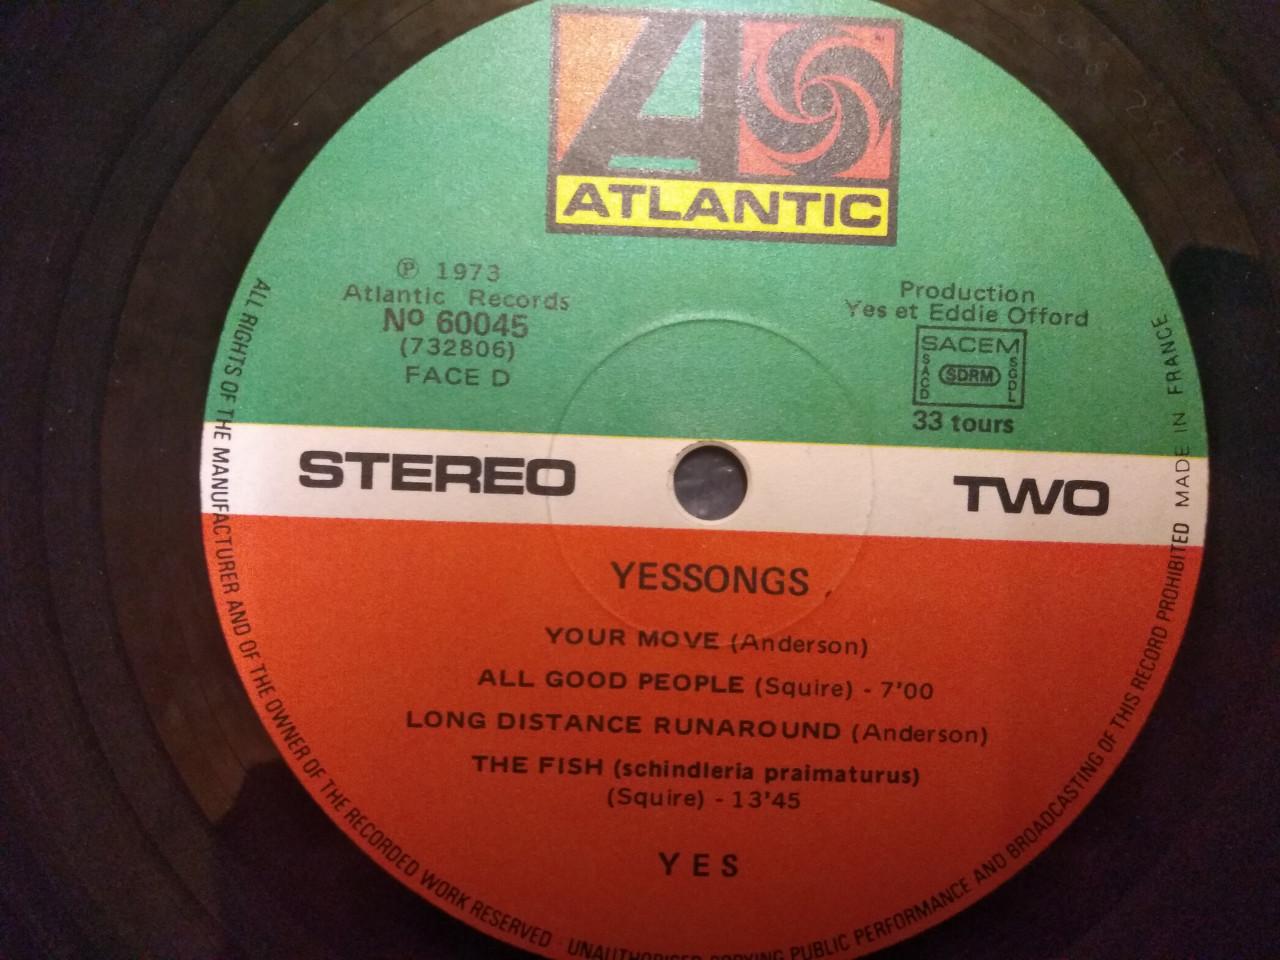 ATLANTIC
℗ 1973
Atlantic Records
Nº 60045
(732806)
FACE D
Production
Yes et Eddie Offord
SACEM
SACD
SDRM
SGDL
33 tours
STEREO
TWO
YESSONGS
YOUR MOVE (Anderson)
ALL GOOD PEOPLE (Squire) - 7'00
LONG DISTANCE RUNAROUND (Anderson)
THE FISH (schindleria praimaturus)
(Squire) - 13'45
YES
ALL RIGHTS OF THE MANUFACTURER AND OF THE OWNER OF THE RECORDED WORK RESERVED - UNAUTHORISED COPYING PUBLIC PERFORMANCE AND BROADCASTING OF THIS RECORD PROHIBITED MADE IN FRANCE